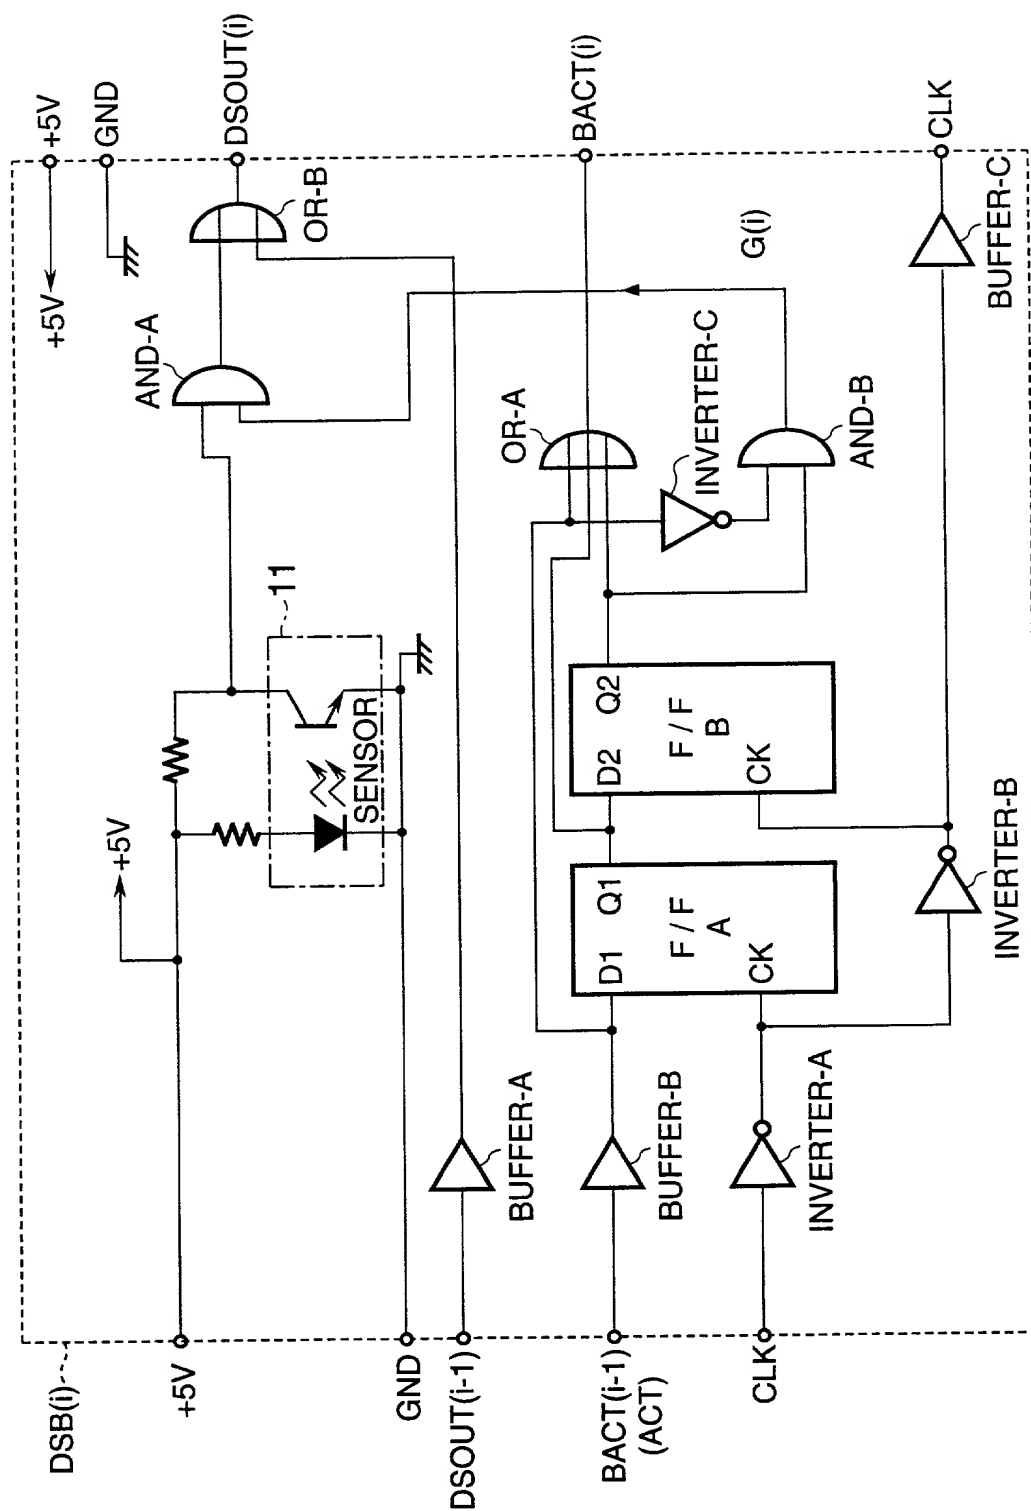 DSB(i)
+5V
GND
DSOUT(i-1)
BACT(i-1)
(ACT)
CLK
+5V
SENSOR
11
BUFFER-A
BUFFER-B
INVERTER-A
D1
Q1
F/F
A
CK
D2
Q2
F/F
B
CK
INVERTER-B
OR-A
INVERTER-C
AND-B
G(i)
AND-A
OR-B
BUFFER-C
+5V
+5V
GND
DSOUT(i)
BACT(i)
CLK